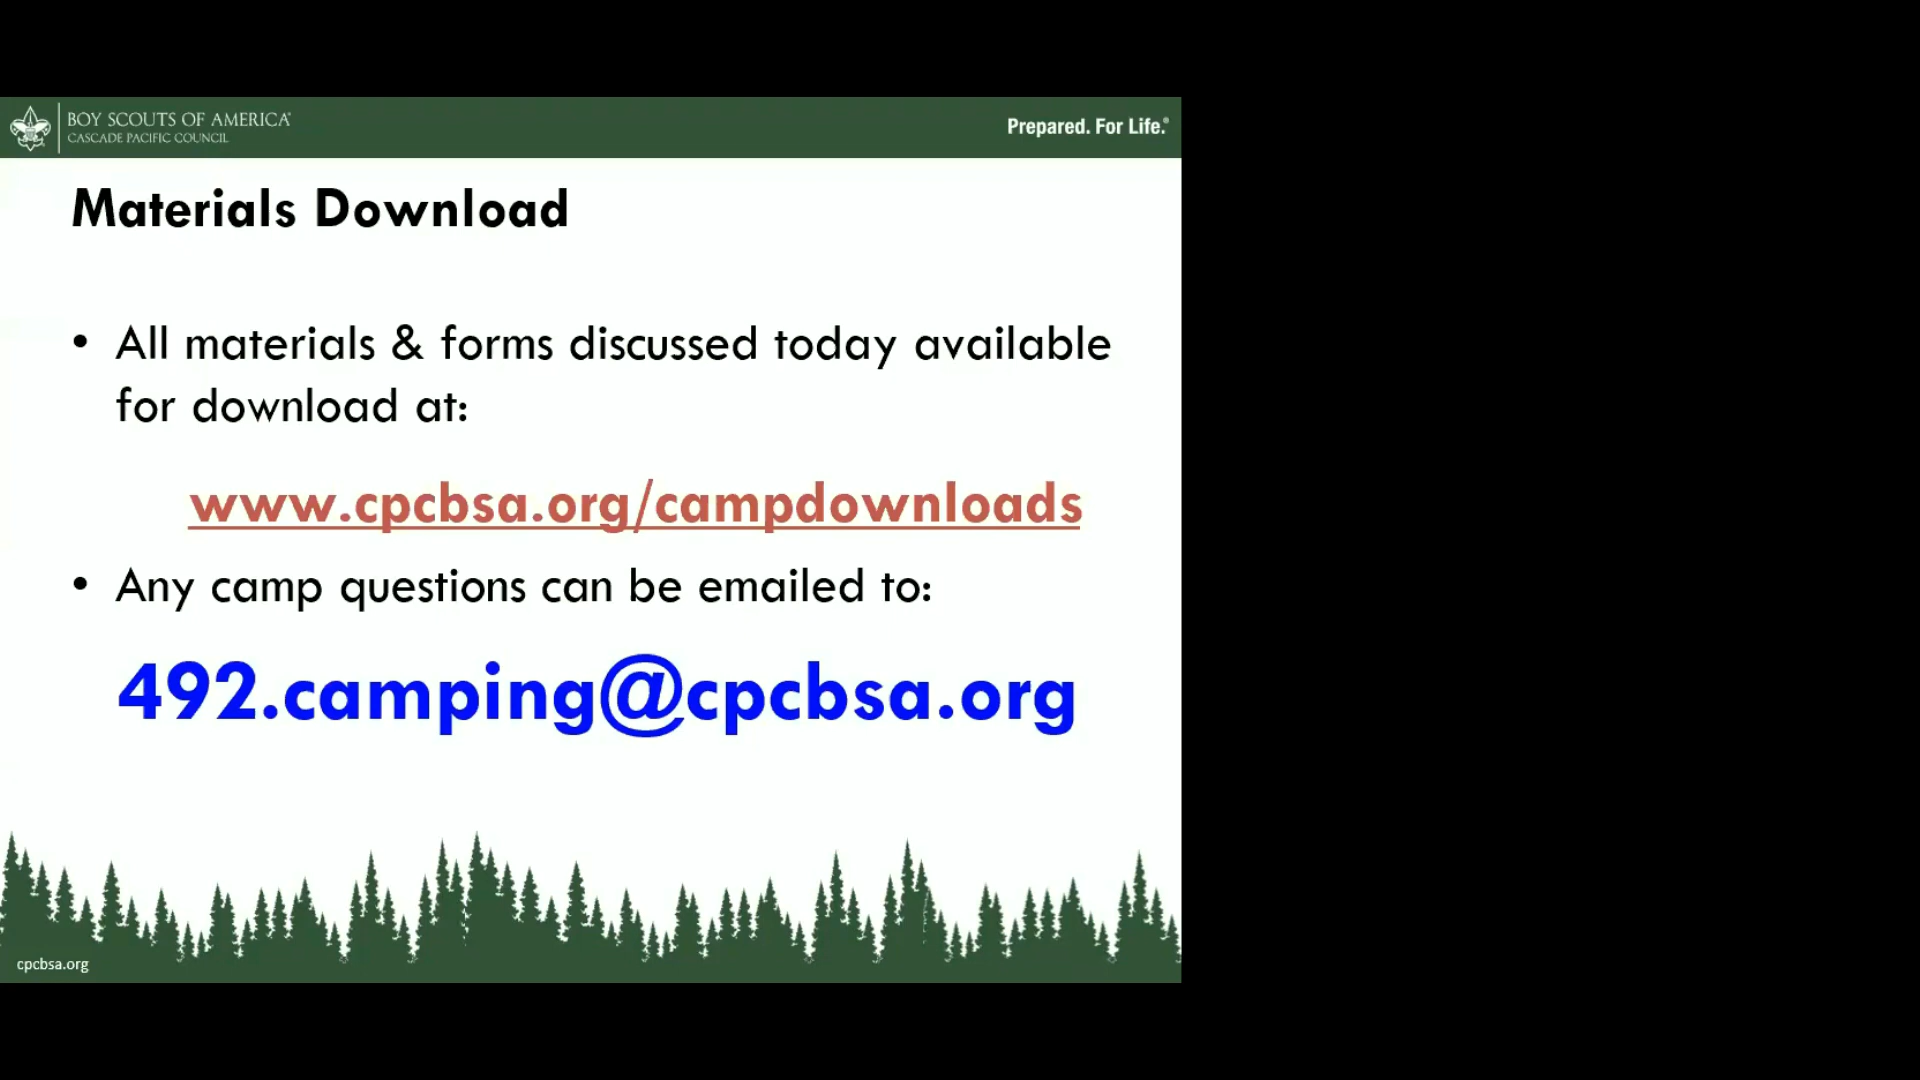 BOY SCOUTS OF AMERICA®
CASCADE PACIFIC COUNCIL
Prepared. For Life.®
Materials Download
• All materials & forms discussed today available
for download at:
www.cpcbsa.org/campdownloads
• Any camp questions can be emailed to:
492.camping@cpcbsa.org
cpcbsa.org